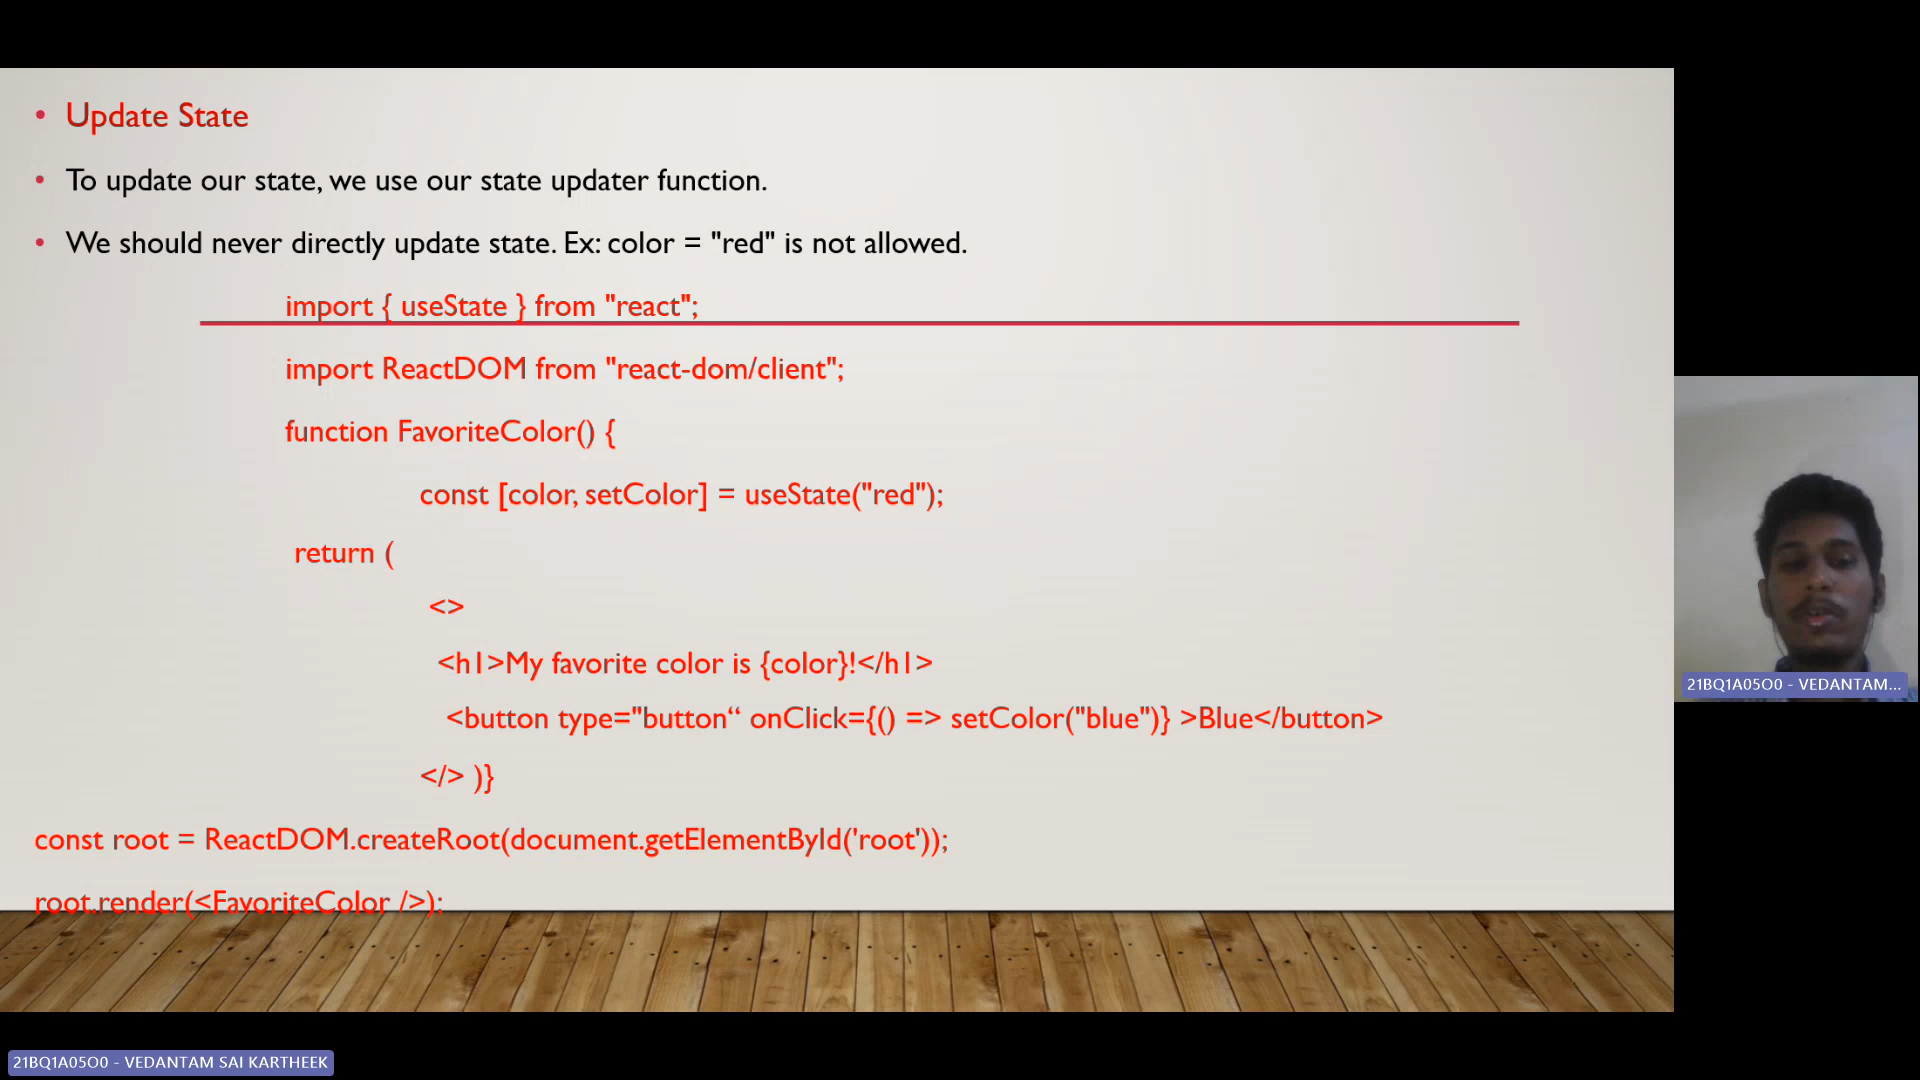 • Update State
• To update our state, we use our state updater function.
• We should never directly update state. Ex: color = "red" is not allowed.
import { useState } from "react";
import ReactDOM from "react-dom/client";
function FavoriteColor() {
const [color, setColor] = useState("red");
return (
<>
<h1>My favorite color is {color}!</h1>
<button type="button“ onClick={() => setColor("blue")} >Blue</button>
</> )}
const root = ReactDOM.createRoot(document.getElementById('root'));
root.render(<FavoriteColor />);
21BQ1A05O0 - VEDANTAM...
21BQ1A05O0 - VEDANTAM SAI KARTHEEK